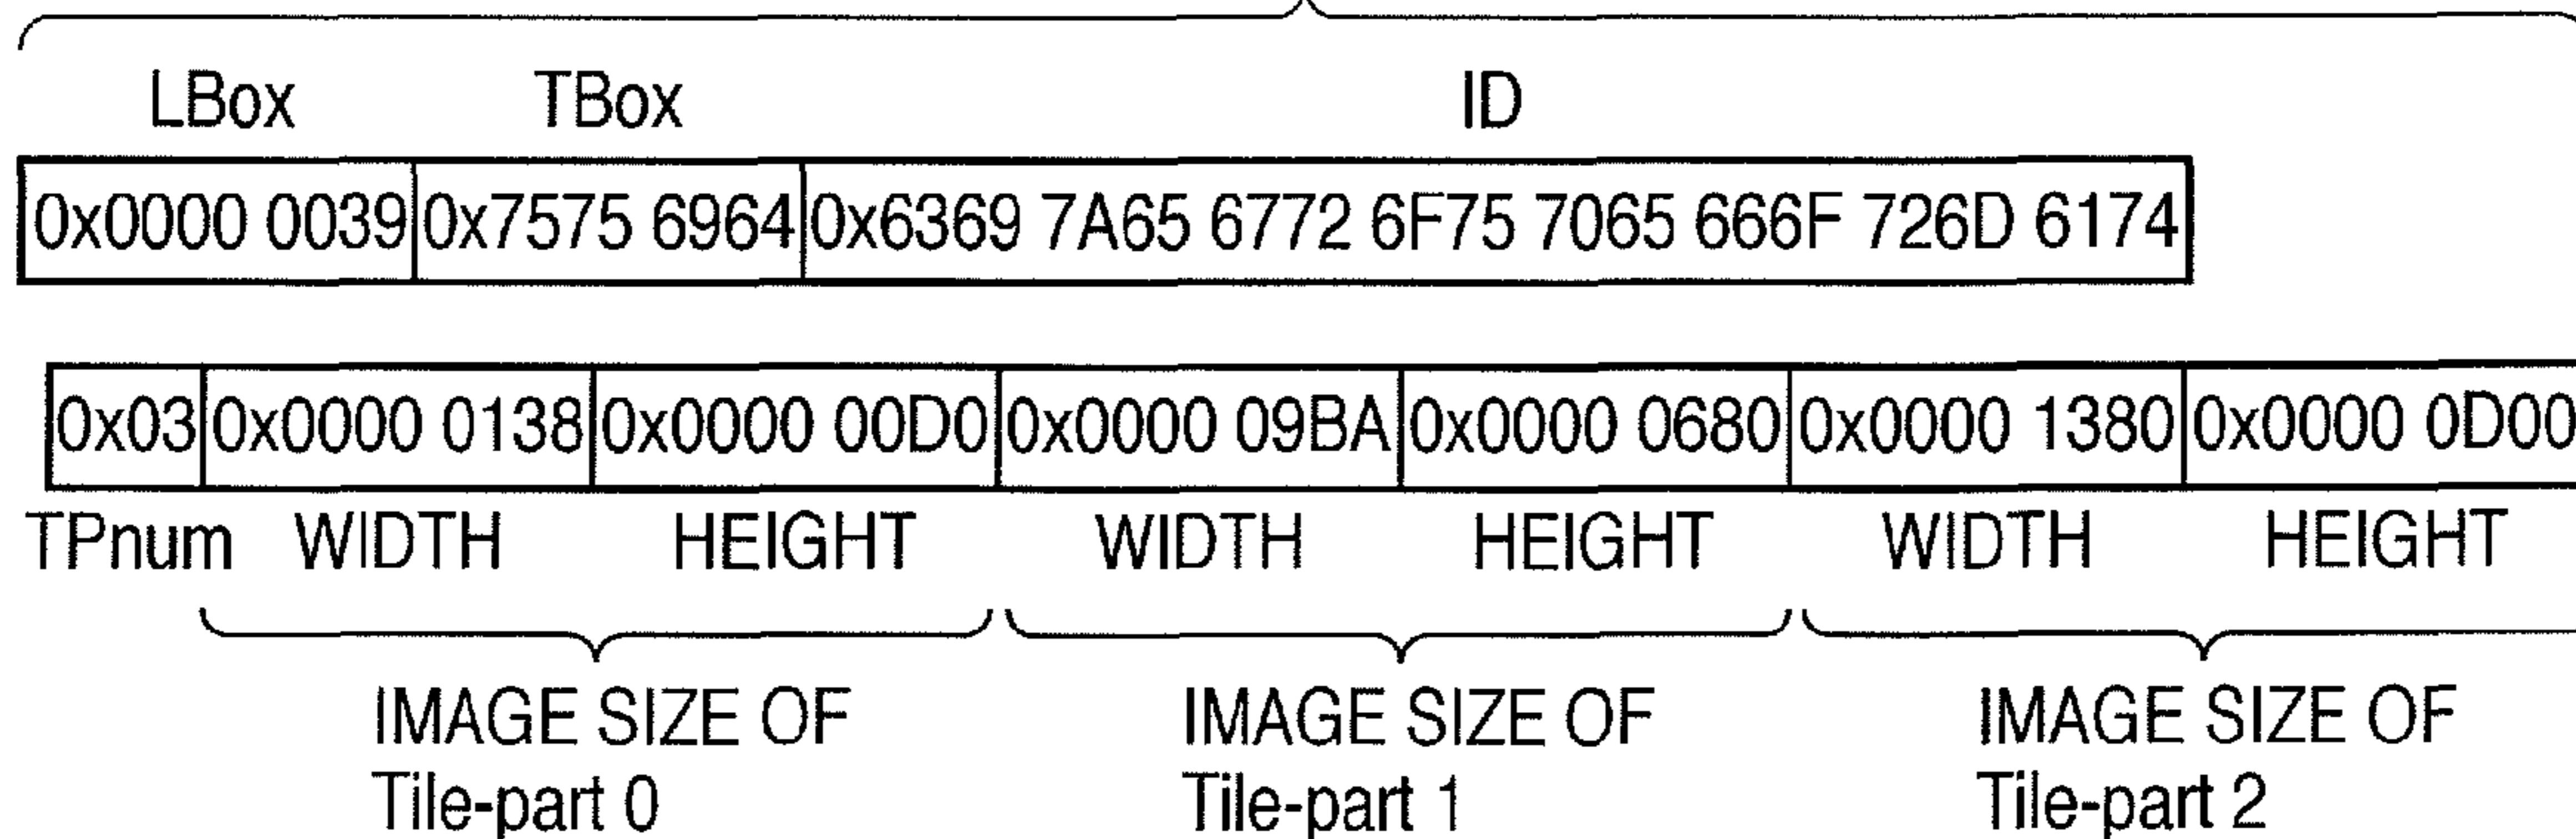 LBox TBox ID
0x0000 0039 0x7575 6964 0x6369 7A65 6772 6F75 7065 666F 726D 6174
0x03 0x0000 0138 0x0000 00D0 0x0000 09BA 0x0000 0680 0x0000 1380 0x0000 0D00
TPnum WIDTH HEIGHT WIDTH HEIGHT WIDTH HEIGHT
IMAGE SIZE OF IMAGE SIZE OF IMAGE SIZE OF
Tile-part 0 Tile-part 1 Tile-part 2